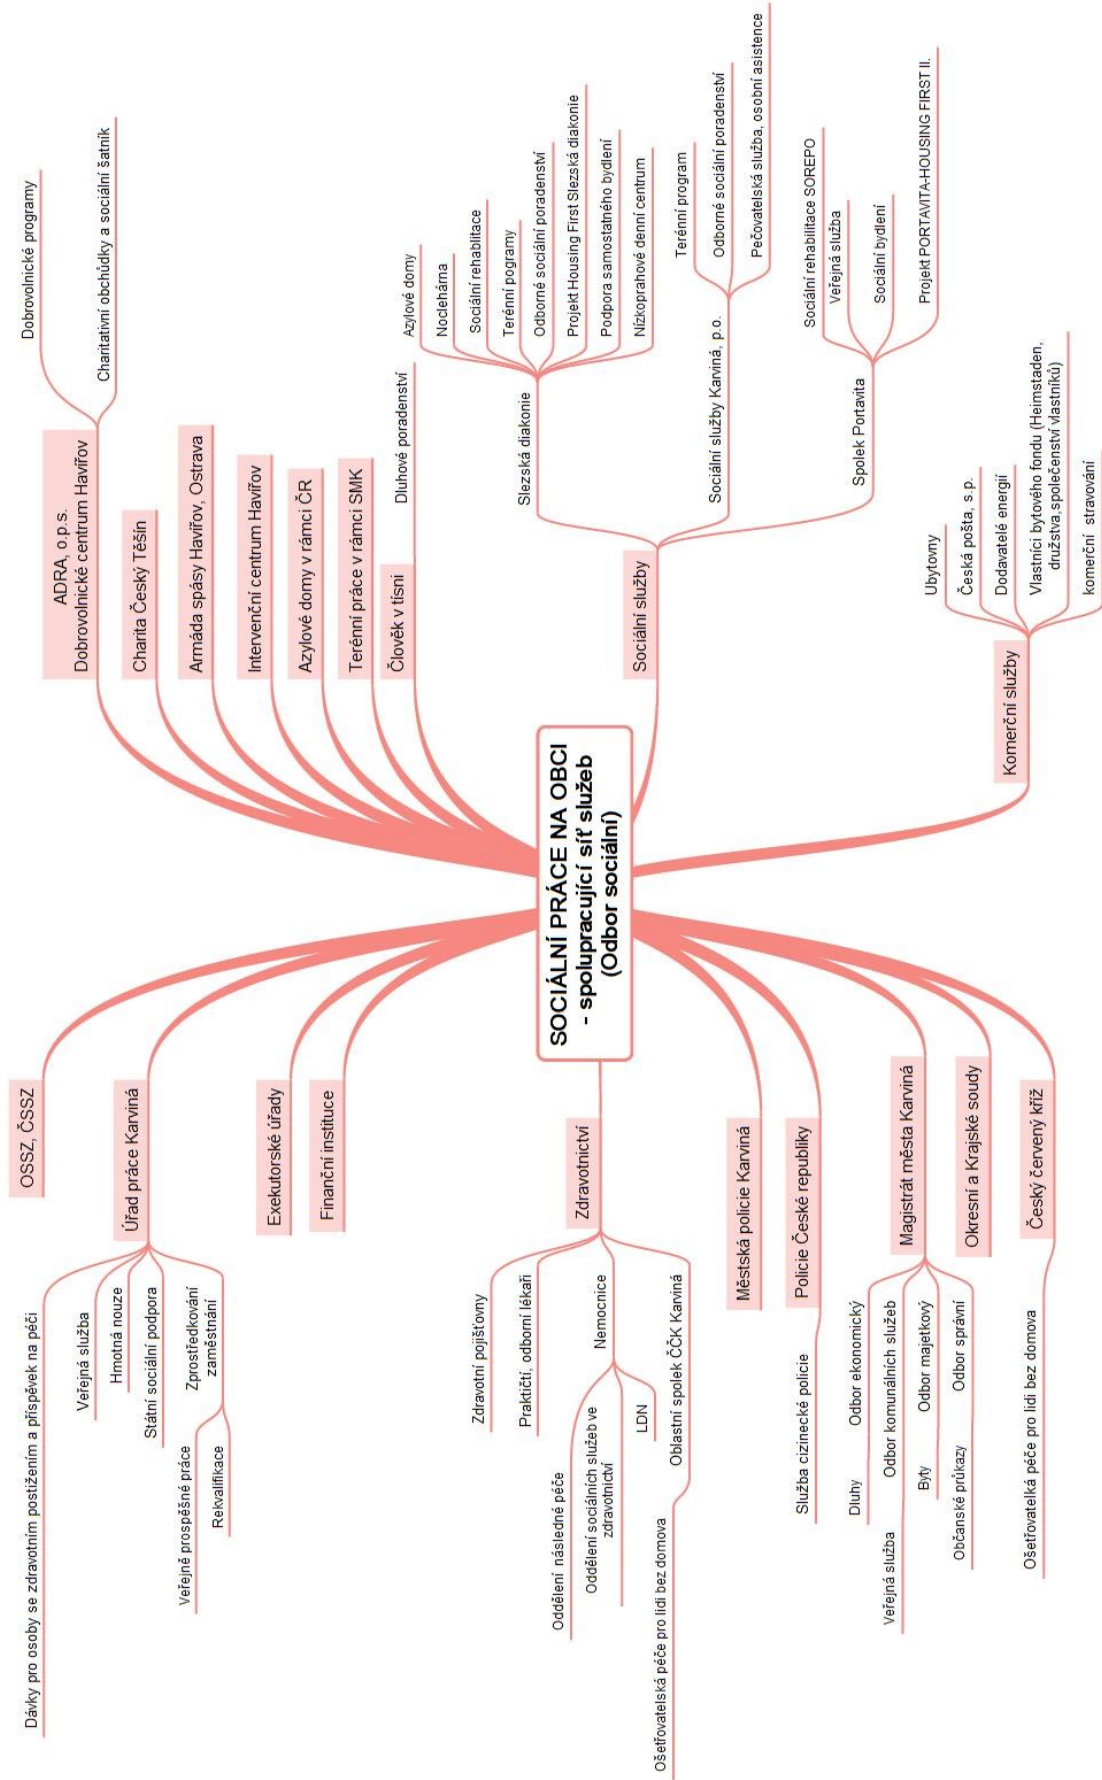 SOCIÁLNÍ PRÁCE NA OBCI
- spolupracující síť služeb
(Odbor sociální)
ADRA, o.p.s.
Dobrovolnické centrum Havířov
Dobrovolnické programy
Charitativní obchůdky a sociální šatník
Charita Český Těšín
Armáda spásy Havířov, Ostrava
Intervenční centrum Havířov
Azylové domy v rámci ČR
Terénní práce v rámci SMK
Člověk v tísni
Dluhové poradenství
Sociální služby
Slezská diakonie
Azylové domy
Noclehárna
Sociální rehablitace
Terénní pogramy
Odborné sociální poradenství
Projekt Housing First Slezská diakonie
Podpora samostatného bydlení
Nízkoprahové denní centrum
Sociální služby Karviná, p.o.
Terénní program
Odborné sociální poradenství
Pečovatelská služba, osobní asistence
Spolek Portavita
Sociální rehabilitace SOREPO
Veřejná služba
Sociální bydlení
Projekt PORTAVITA-HOUSING FIRST II.
Komerční služby
Ubytovny
Česká pošta, s.p.
Dodavatelé energií
Vlastníci bytového fondu (Heimstaden,
družstva,společenství vlastníků)
komerční stravování
OSSZ, ČSSZ
Úřad práce Karviná
Dávky pro osoby se zdravotním postižením a příspěvek na péči
Veřejná služba
Hmotná nouze
Státní sociální podpora
Zprostředkování
zaměstnání
Veřejně prospěšné práce
Rekvalifikace
Exekutorské úřady
Finanční instituce
Zdravotnictví
Zdravotní pojišťovny
Praktičtí, odborní lékaři
Nemocnice
Oddělení následné péče
Oddělení sociálních služeb ve
zdravotnictví
LDN
Oblastní spolek ČČK Karviná
Ošetřovatelská péče pro lidi bez domova
Městská policie Karviná
Policie České republiky
Služba cizinecké policie
Magistrát města Karviná
Odbor ekonomický
Dluhy
Odbor komunálních služeb
Veřejná služba
Odbor majetkový
Byty
Odbor správní
Občanské průkazy
Okresní a Krajské soudy
Český červený kříž
Ošetřovatelká péče pro lidi bez domova